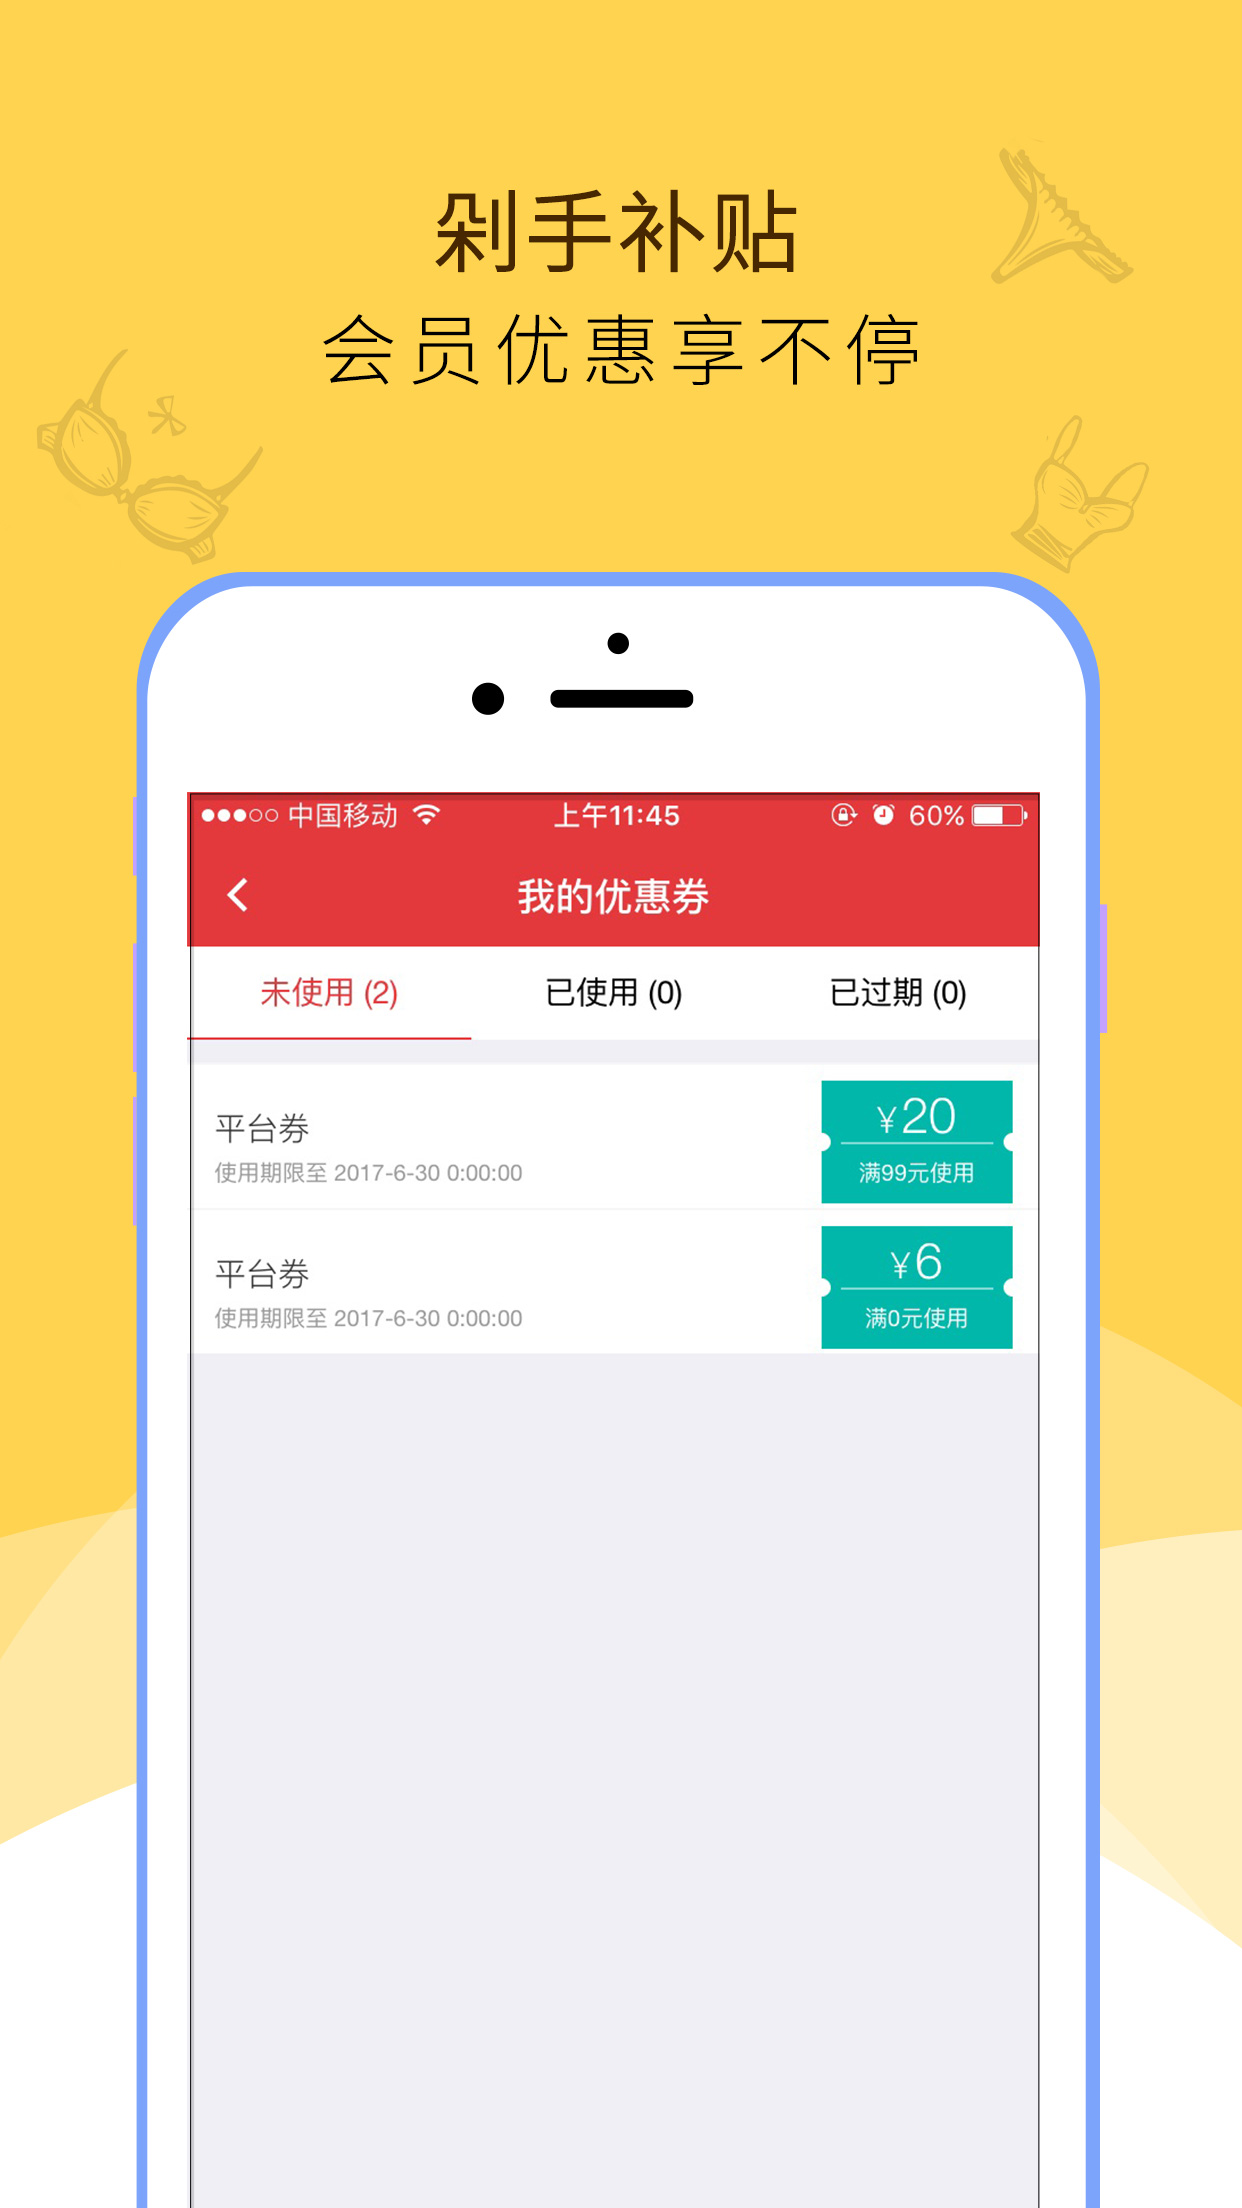 剁手补贴
会员优惠享不停
中国移动 上午11:45 60%
我的优惠券
未使用 (2) 已使用 (0) 已过期 (0)
平台券
使用期限至 2017-6-30 0:00:00
¥20
满99元使用
平台券
使用期限至 2017-6-30 0:00:00
¥6
满0元使用